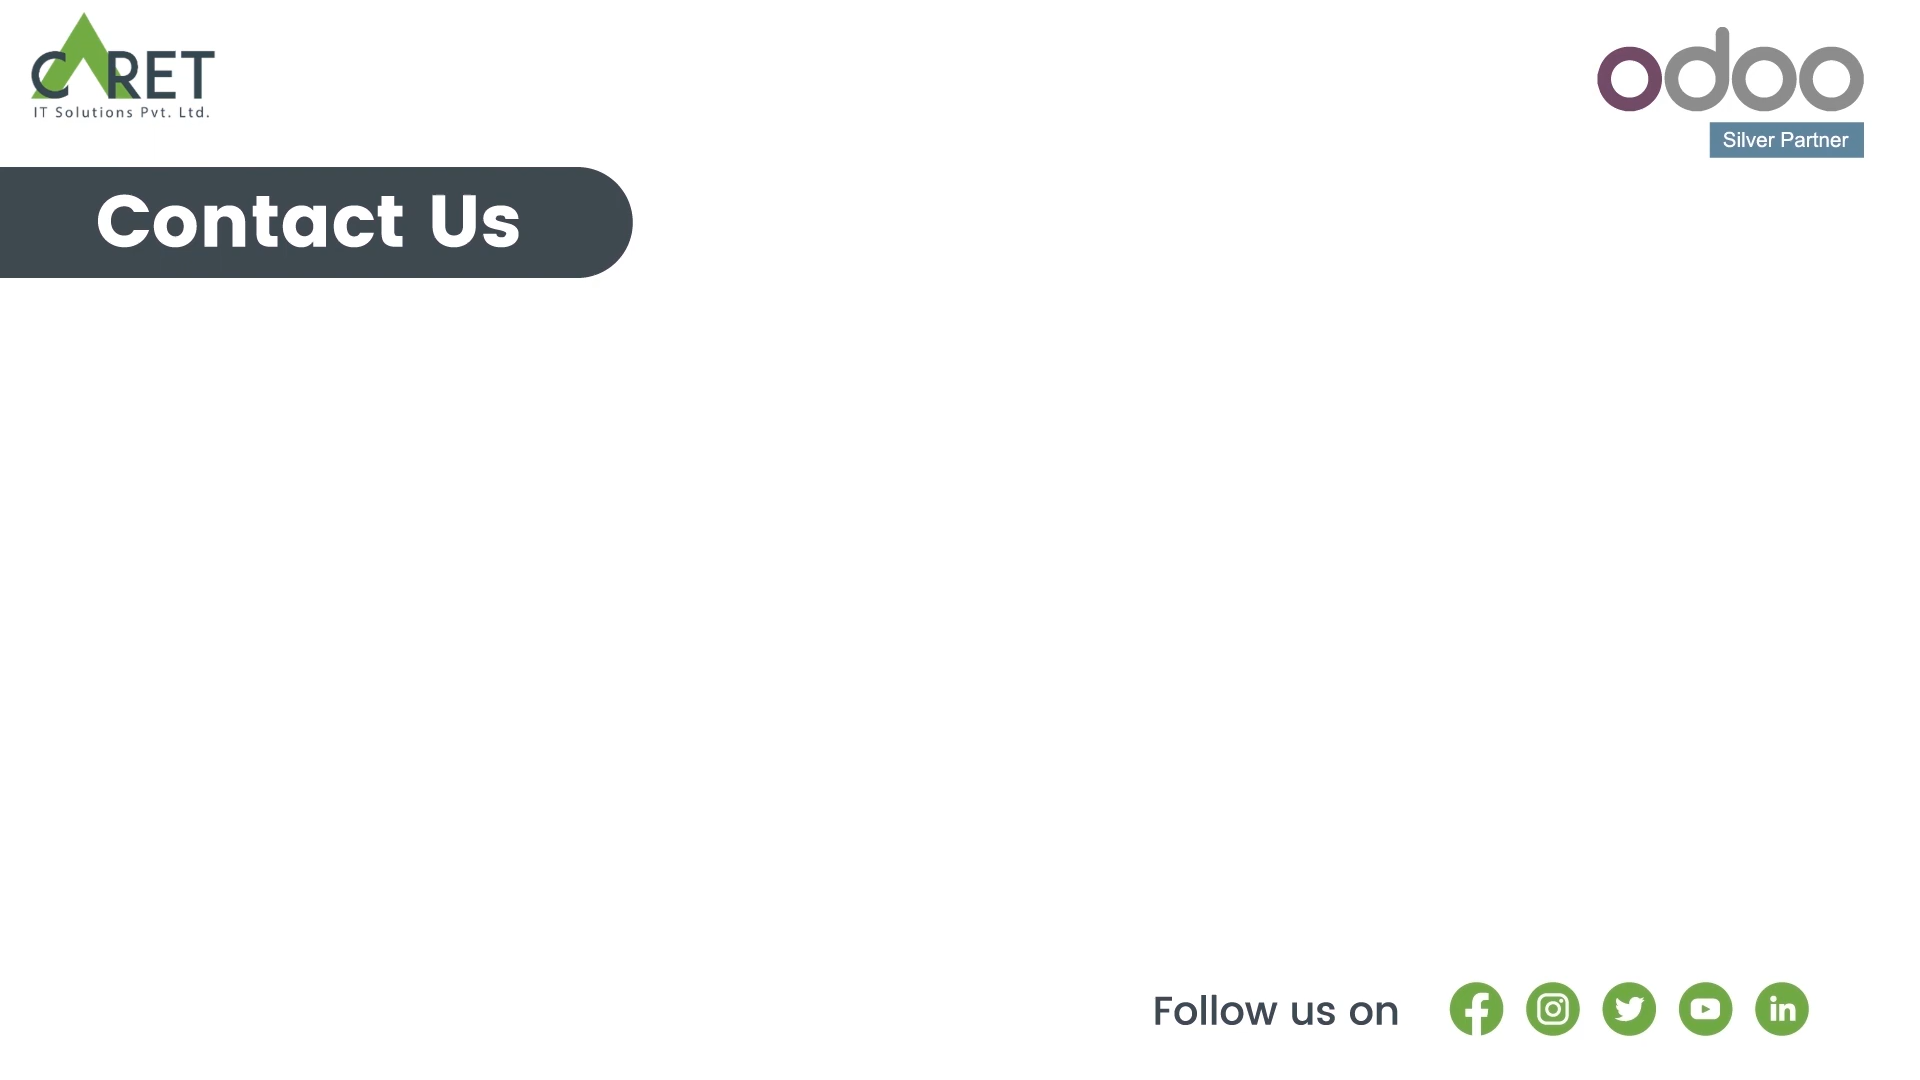 CARET
IT Solutions Pvt. Ltd.
odoo
Silver Partner
Contact Us
Follow us on